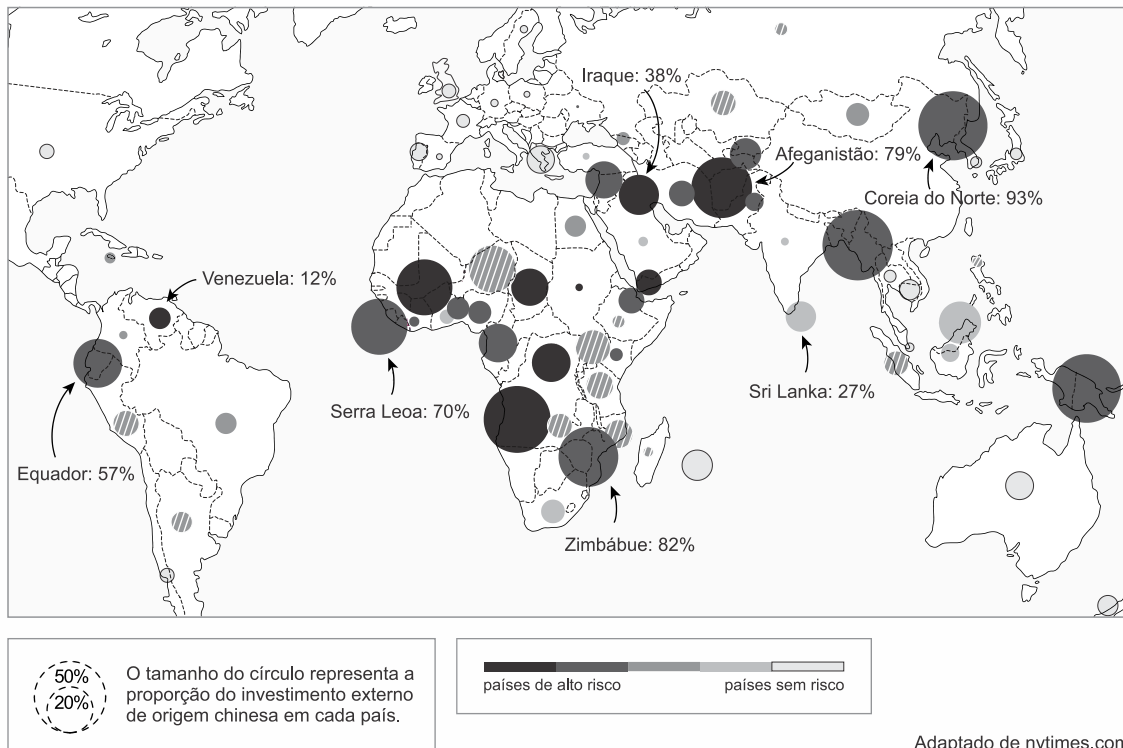 Iraque: 38%
Afeganistão: 79%
Coreia do Norte: 93%
Venezuela: 12%
Serra Leoa: 70%
Sri Lanka: 27%
Equador: 57%
Zimbábue: 82%
50%
20%
O tamanho do círculo representa a
proporção do investimento externo
de origem chinesa em cada país.
países de alto risco
países sem risco
Adaptado de nytimes.com